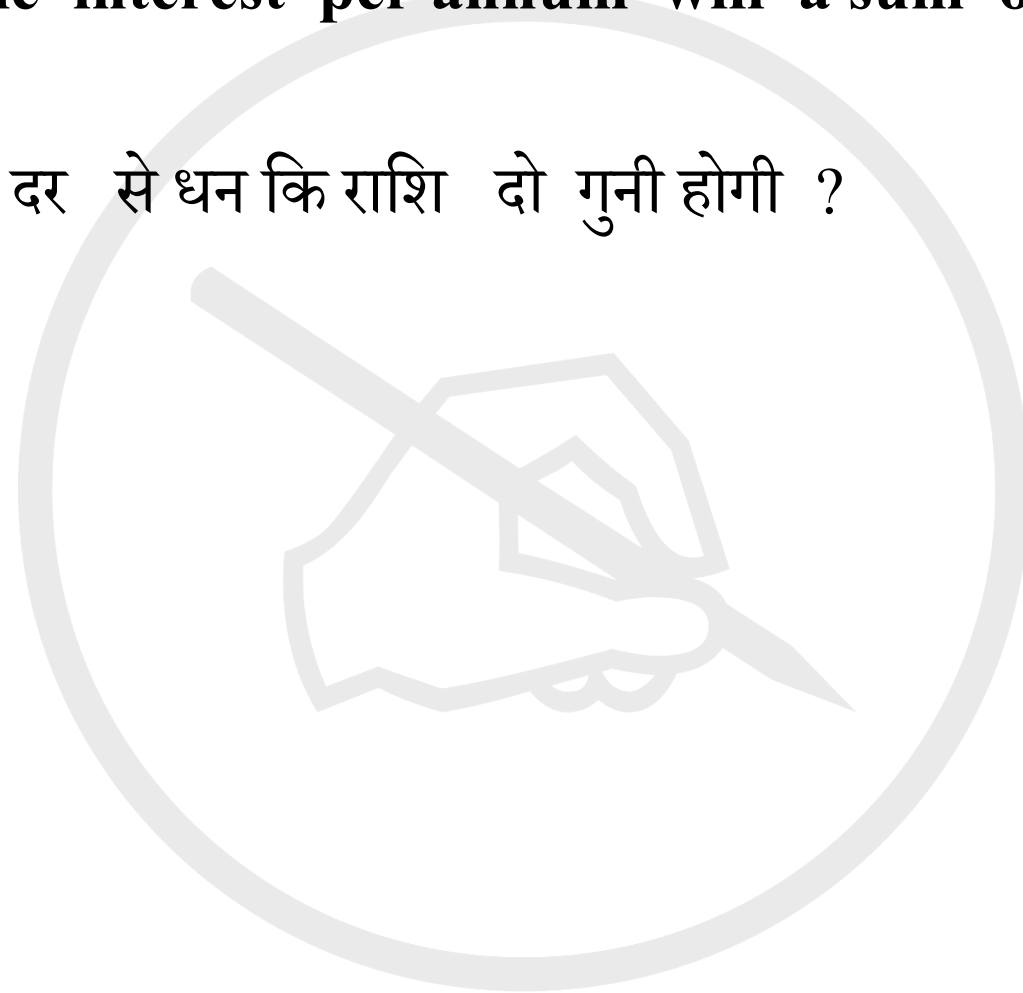 interest per annum will a sum
दर से धन कि राशि दो गुनी होगी ?